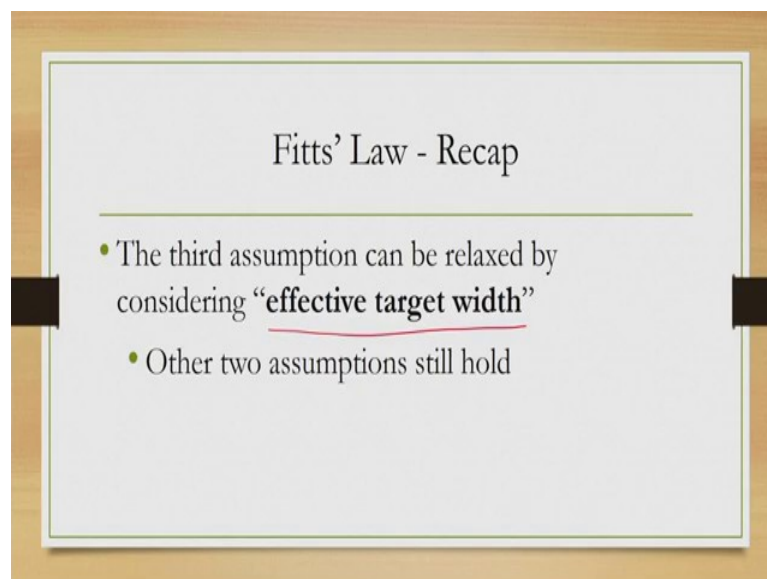 Fitts’ Law - Recap
• The third assumption can be relaxed by
considering “effective target width”
• Other two assumptions still hold